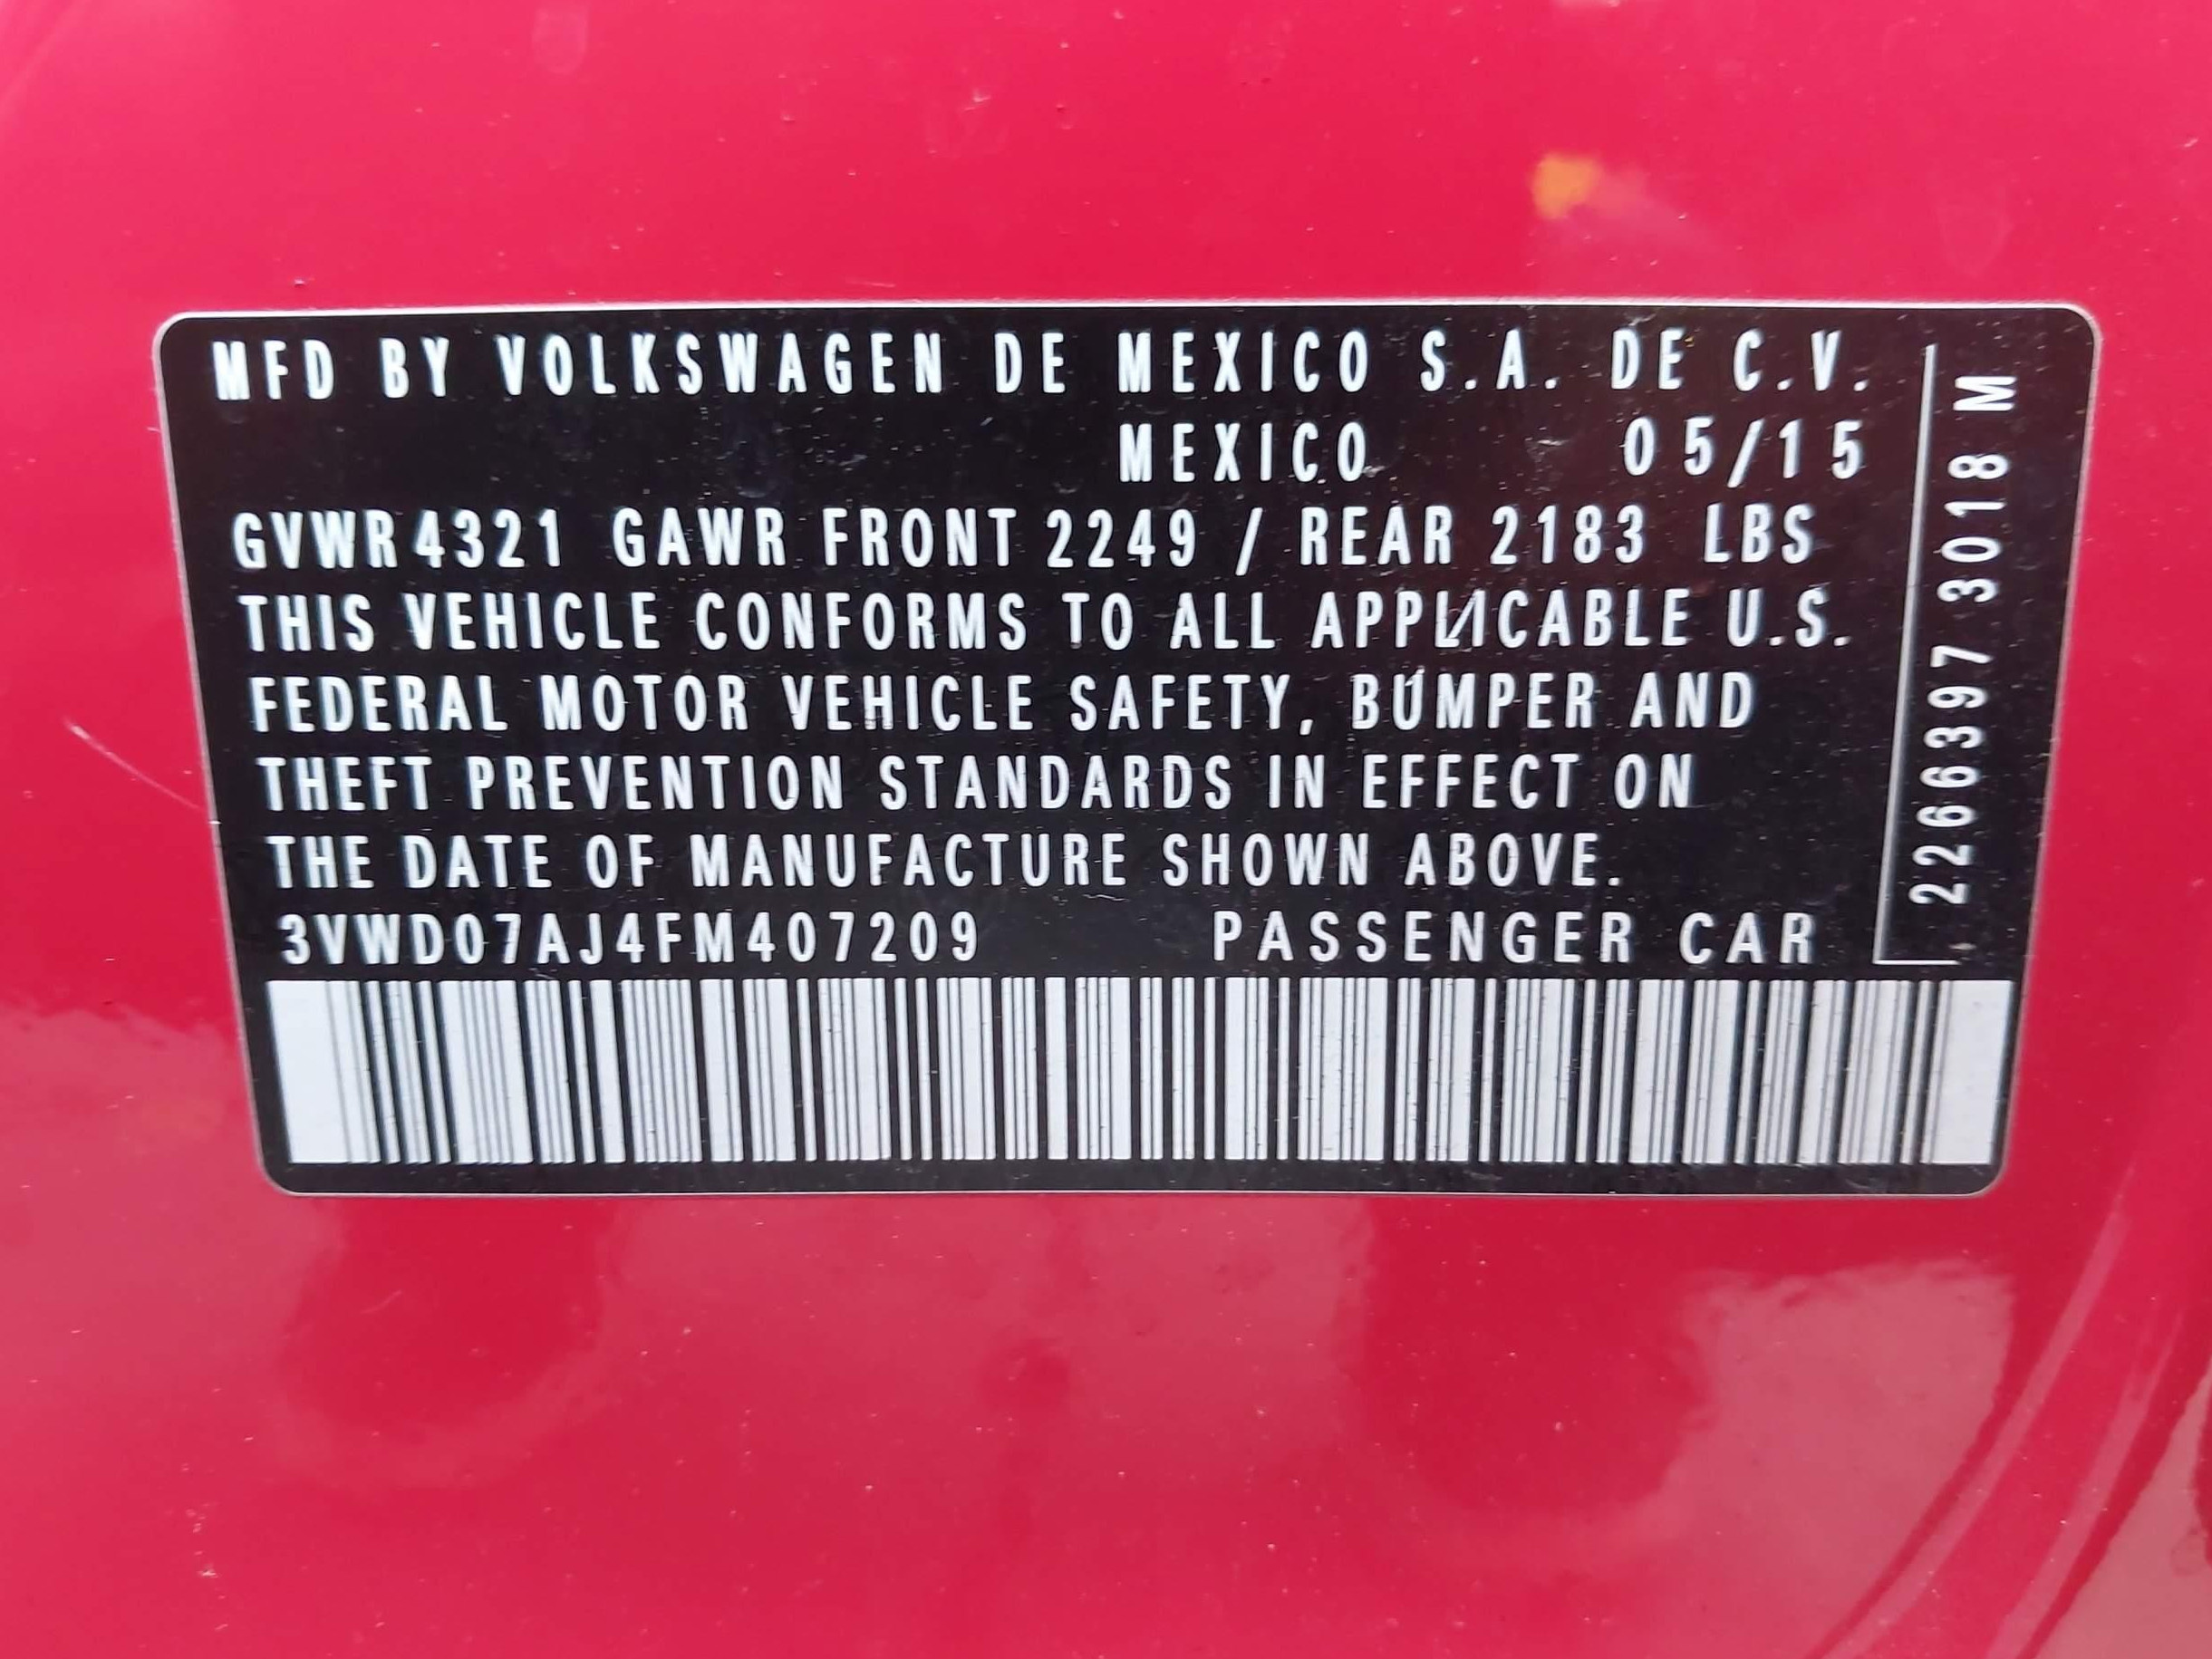 MFD BY VOLKSWAGEN DE MEXICO S.A. DE C.V.
MEXICO 05/15
GVWR4321 GAWR FRONT 2249 / REAR 2183 LBS
THIS VEHICLE CONFORMS TO ALL APPLICABLE U.S.
FEDERAL MOTOR VEHICLE SAFETY, BUMPER AND
THEFT PREVENTION STANDARDS IN EFFECT ON
THE DATE OF MANUFACTURE SHOWN ABOVE.
3VWD07AJ4FM407209 PASSENGER CAR
2266397 3018 M